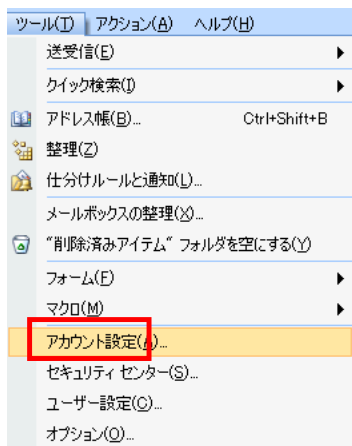 ツール(T) アクション(A) ヘルプ(H)
送受信(E)
クイック検索(I)
アドレス帳(B)... Ctrl+Shift+B
整理(Z)
仕分けルールと通知(L)...
メールボックスの整理(X)...
"削除済みアイテム" フォルダを空にする(Y)
フォーム(F)
マクロ(M)
アカウント設定(A)...
セキュリティ センター(S)...
ユーザー設定(C)...
オプション(O)...